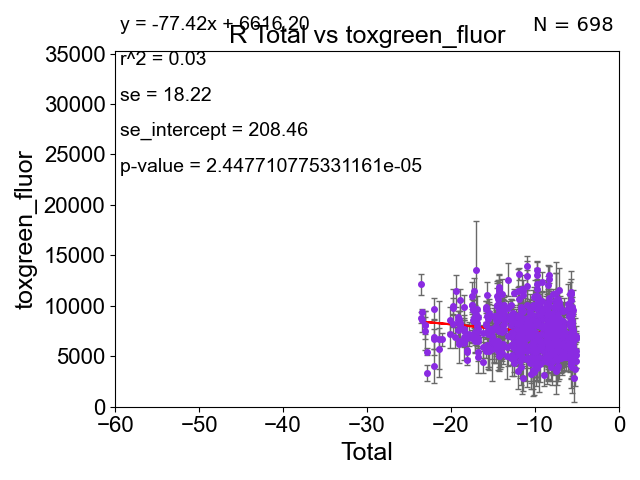 y = -77.42x + 6616.20
N = 698
R Total vs toxgreen_fluor
r^2 = 0.03
se = 18.22
se_intercept = 208.46
p-value = 2.447710775331161e-05
toxgreen_fluor
35000
30000
25000
20000
15000
10000
5000
0
−60
−50
−40
−30
−20
−10
0
Total